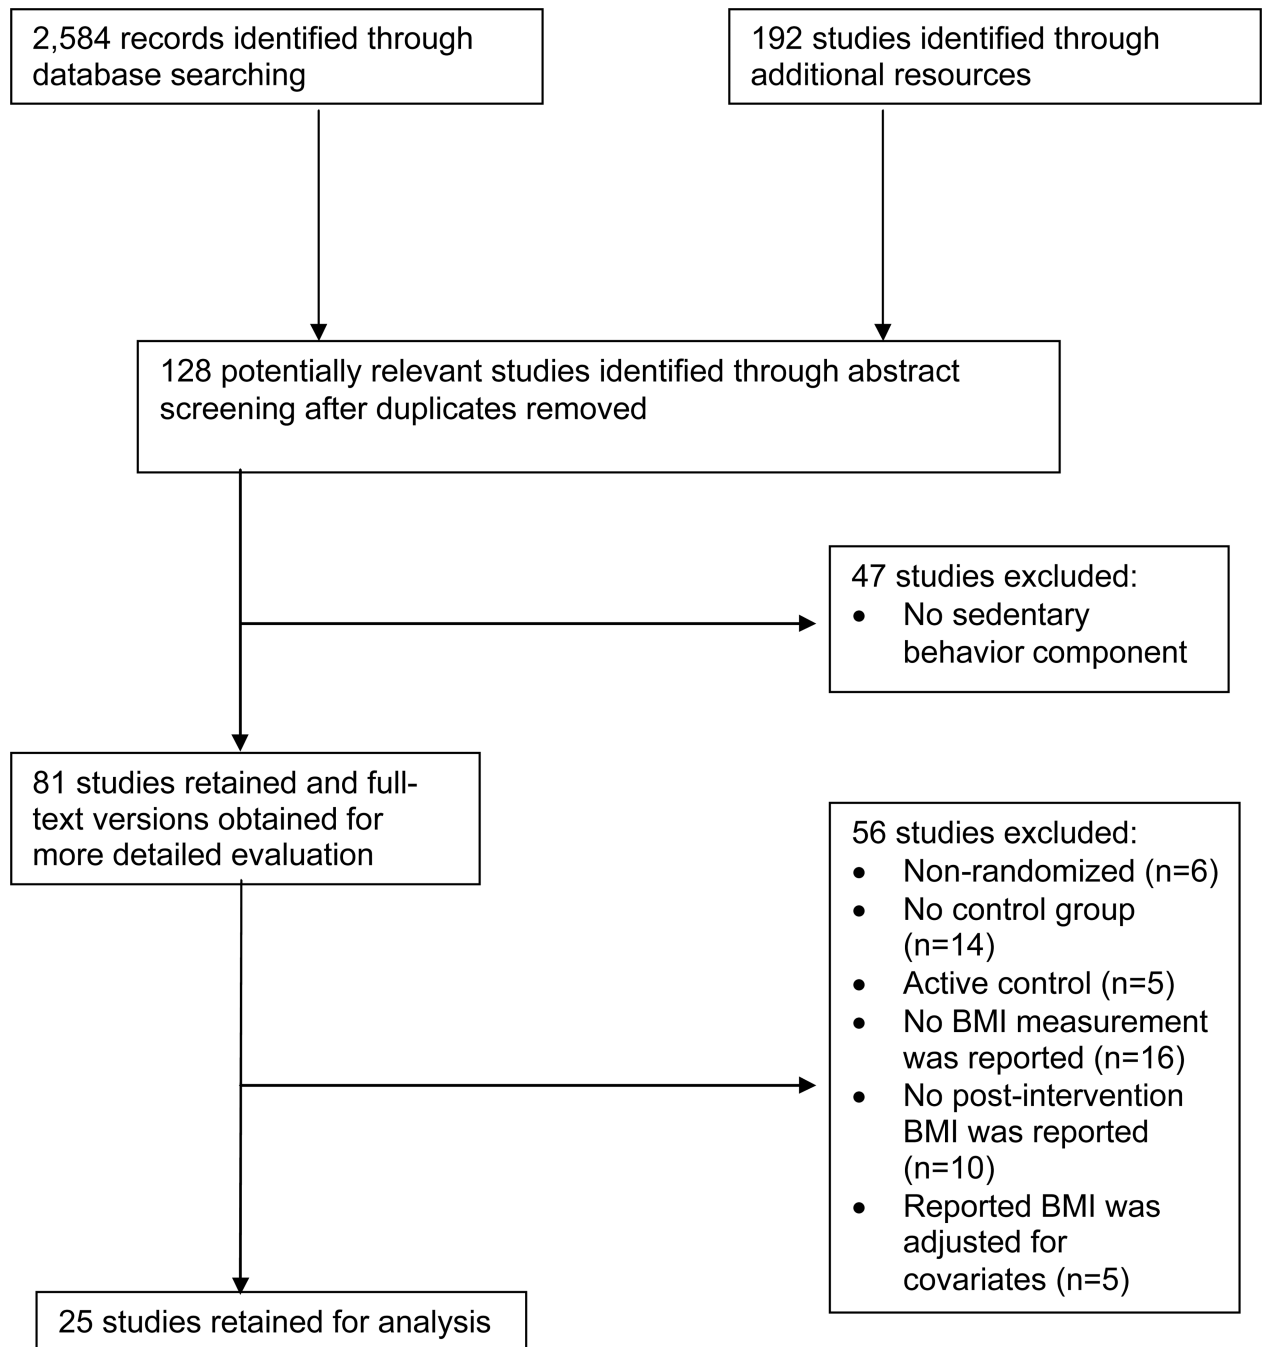 2,584 records identified through
database searching
192 studies identified through
additional resources
128 potentially relevant studies identified through abstract
screening after duplicates removed
47 studies excluded:
• No sedentary
behavior component
81 studies retained and full-
text versions obtained for
more detailed evaluation
56 studies excluded:
• Non-randomized (n=6)
• No control group
(n=14)
• Active control (n=5)
• No BMI measurement
was reported (n=16)
• No post-intervention
BMI was reported
(n=10)
• Reported BMI was
adjusted for
covariates (n=5)
25 studies retained for analysis